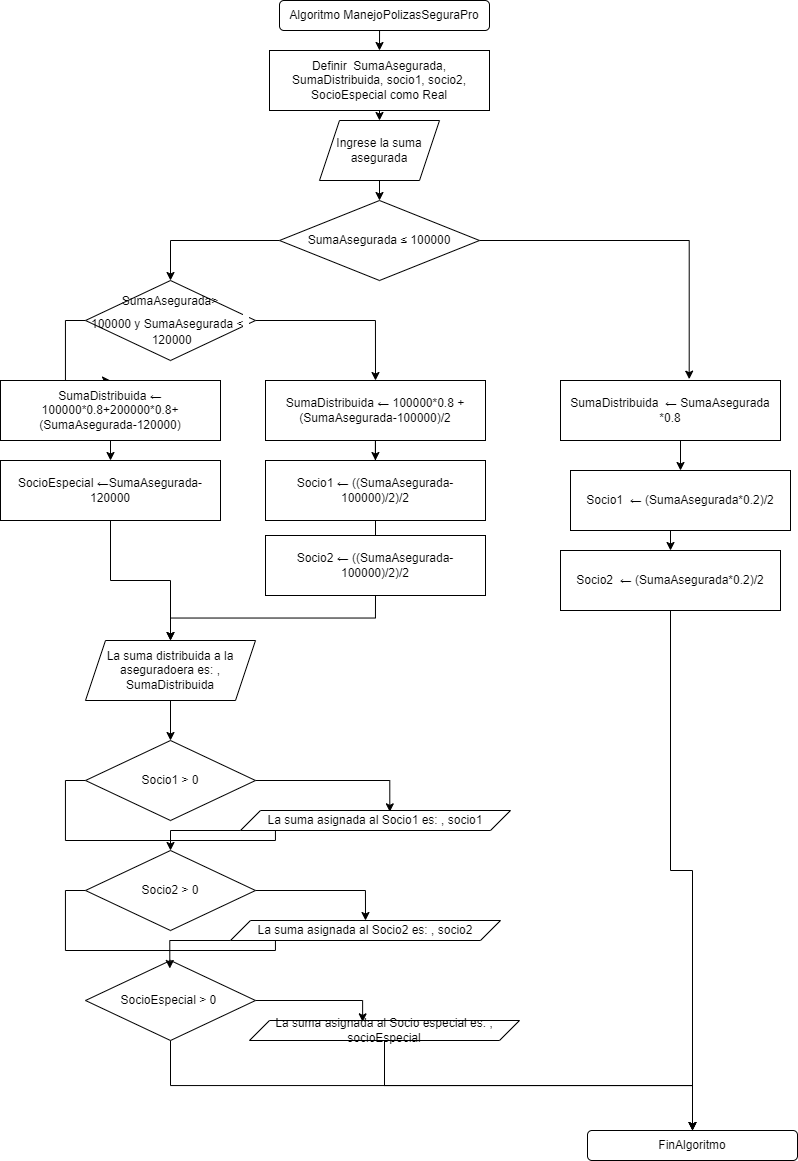 Algoritmo ManejoPolizasSeguraPro
Definir SumaAsegurada,
SumaDistribuida, socio1, socio2,
SocioEspecial como Real
Ingrese la suma
asegurada
SumaAsegurada ≤ 100000
SumaAsegurada>
100000 y SumaAsegurada ≤
120000
SumaDistribuida ←
100000*0.8+200000*0.8+
(SumaAsegurada-120000)
SumaDistribuida ← 100000*0.8 +
(SumaAsegurada-100000)/2
SumaDistribuida ← SumaAsegurada
*0.8
SocioEspecial ←SumaAsegurada-
120000
Socio1 ← ((SumaAsegurada-
100000)/2)/2
Socio1 ← (SumaAsegurada*0.2)/2
Socio2 ← ((SumaAsegurada-
100000)/2)/2
Socio2 ← (SumaAsegurada*0.2)/2
La suma distribuida a la
aseguradoera es: ,
SumaDistribuida
Socio1 > 0
La suma asignada al Socio1 es: , socio1
Socio2 > 0
La suma asignada al Socio2 es: , socio2
SocioEspecial > 0
La suma asignada al Socio especial es: ,
socioEspecial
FinAlgoritmo